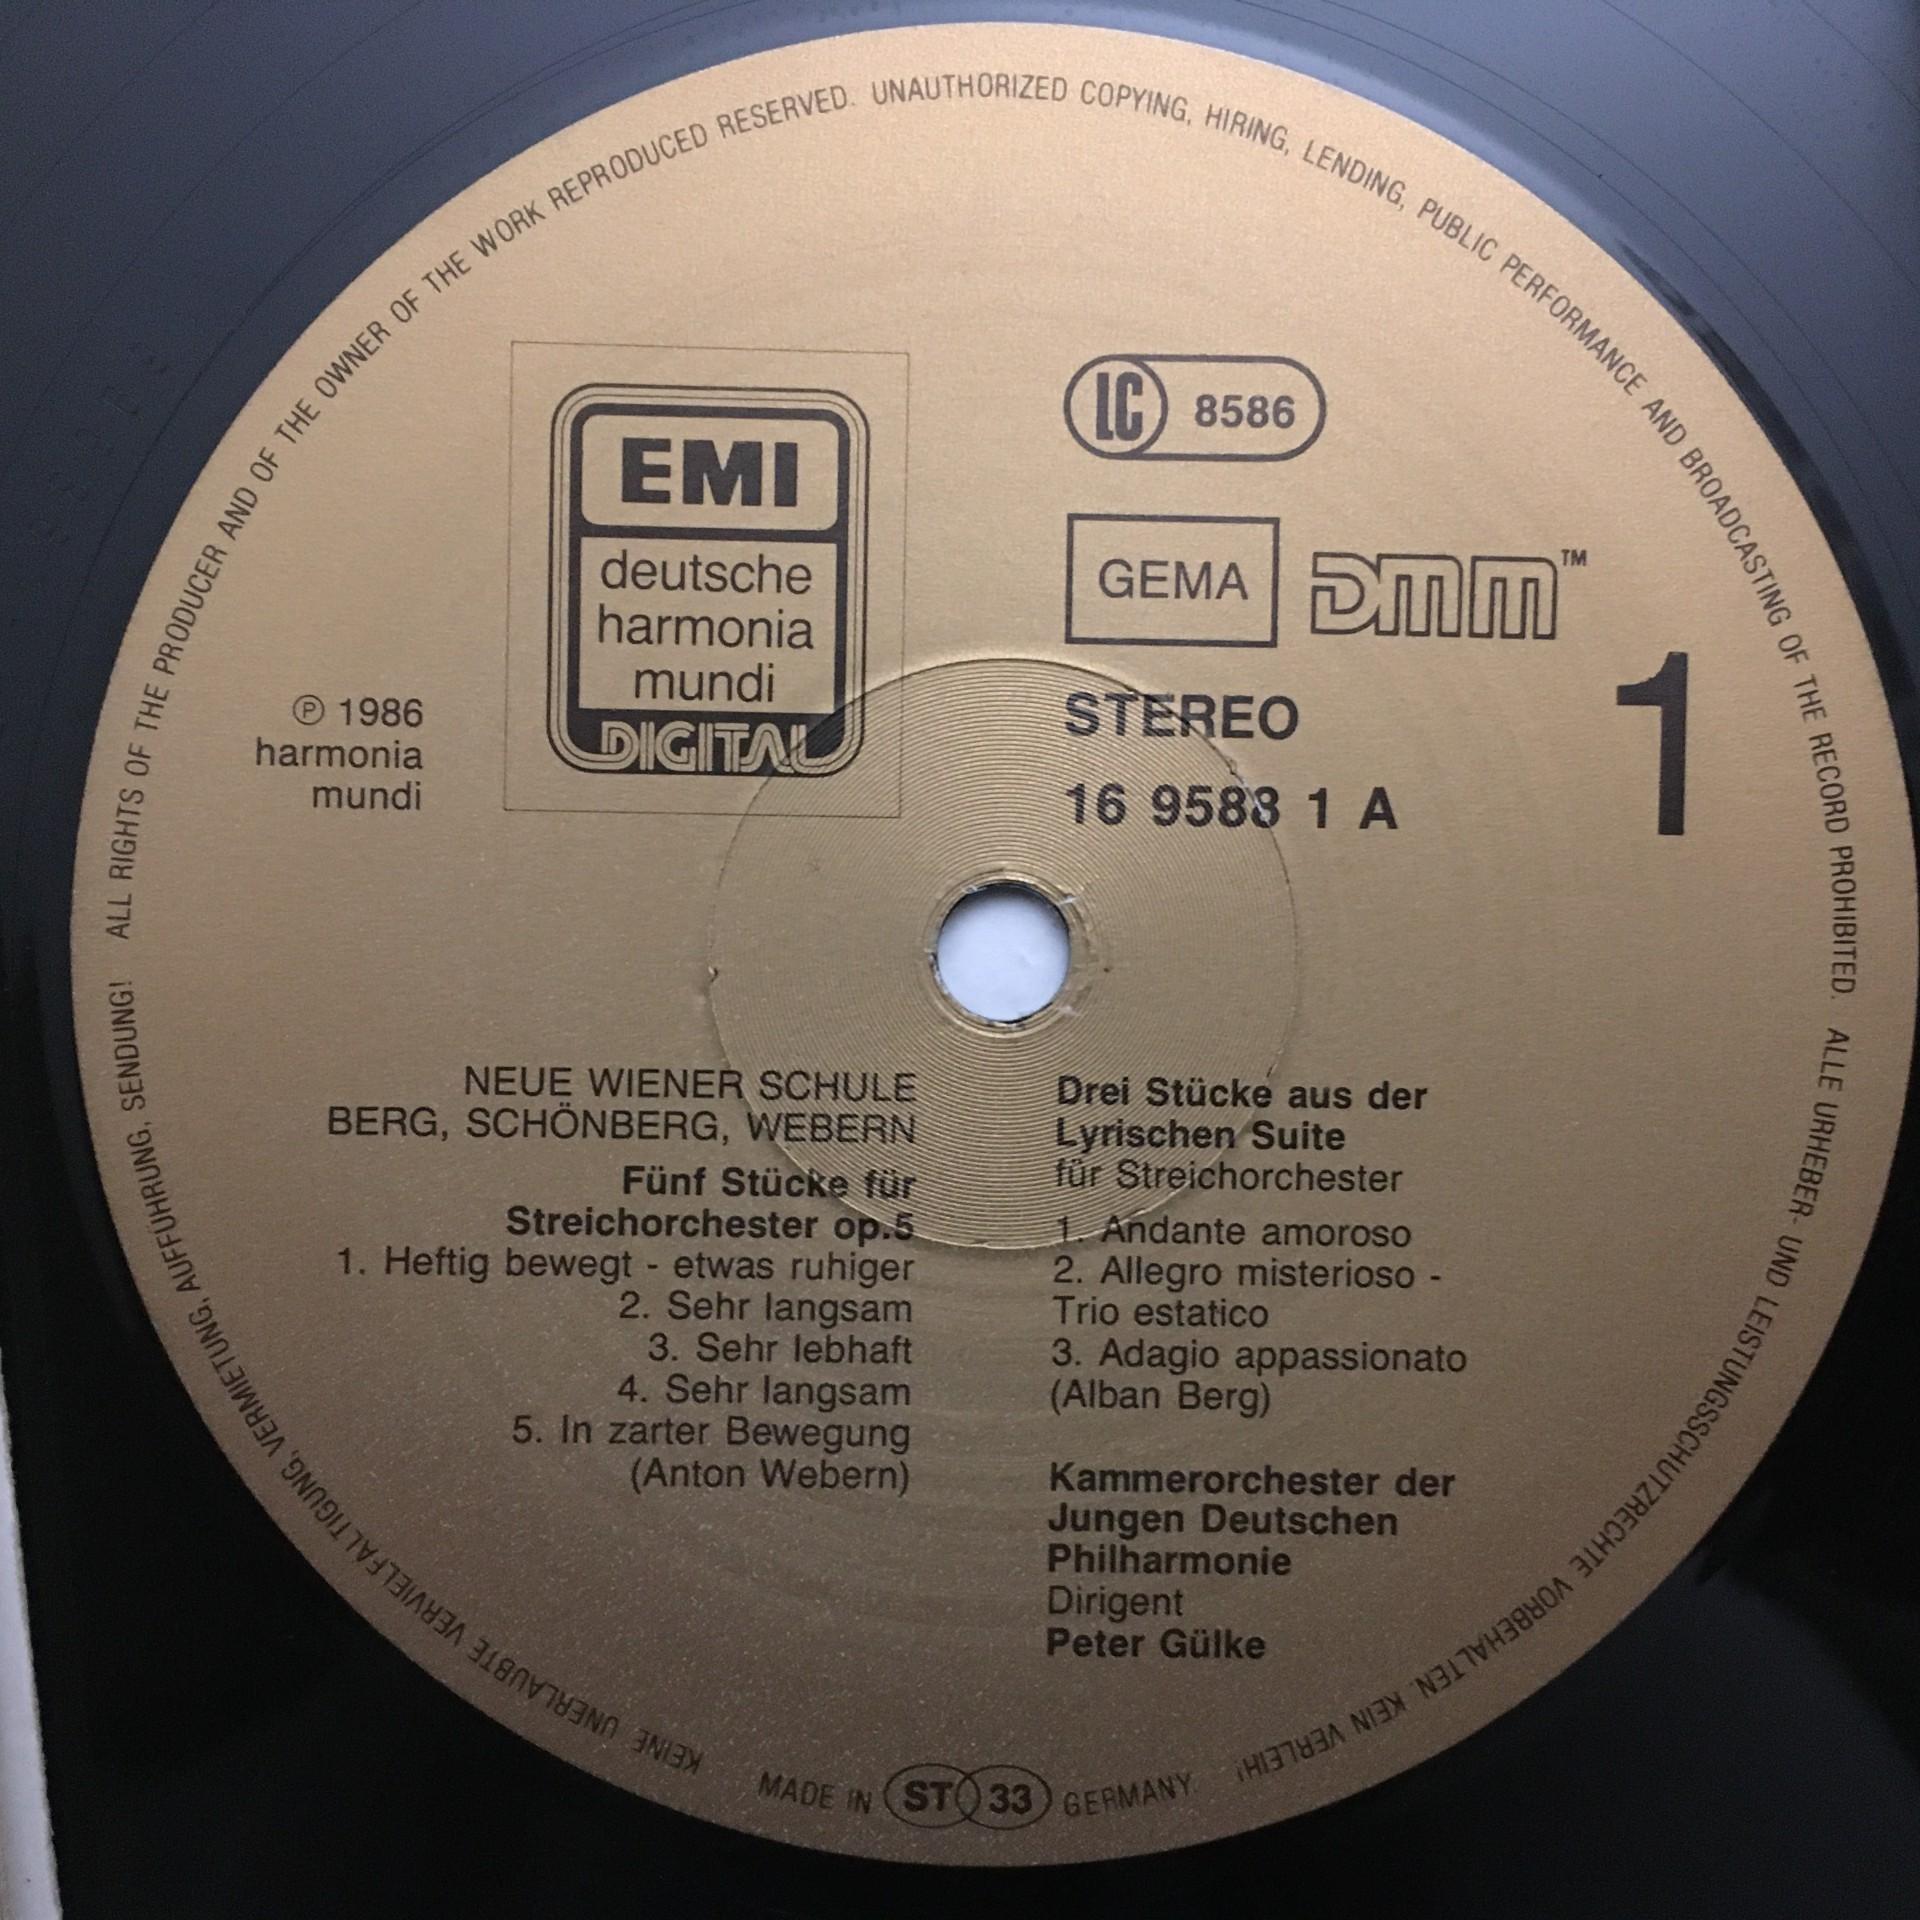 ALL RIGHTS OF THE PRODUCER AND OF THE OWNER OF THE WORK REPRODUCED RESERVED. UNAUTHORIZED COPYING, HIRING, LENDING, PUBLIC PERFORMANCE AND BROADCASTING OF THE RECORD PROHIBITED. ALLE URHEBER- UND LEISTUNGSSCHUTZRECHTE VORBEHALTEN. KEIN VERLEIH! KEINE UNERLAUBTE VERVIELFÄLTIGUNG, VERMIETUNG, AUFFÜHRUNG, SENDUNG!
EMI
deutsche
harmonia
mundi
DIGITAL
LC 8586
GEMA DMM™
STEREO
16 9588 1 A
1
℗ 1986
harmonia
mundi
NEUE WIENER SCHULE
BERG, SCHÖNBERG, WEBERN
Fünf Stücke für
Streichorchester op.5
1. Heftig bewegt - etwas ruhiger
2. Sehr langsam
3. Sehr lebhaft
4. Sehr langsam
5. In zarter Bewegung
(Anton Webern)
Drei Stücke aus der
Lyrischen Suite
für Streichorchester
1. Andante amoroso
2. Allegro misterioso -
Trio estatico
3. Adagio appassionato
(Alban Berg)
Kammerorchester der
Jungen Deutschen
Philharmonie
Dirigent
Peter Gülke
MADE IN ST 33 GERMANY